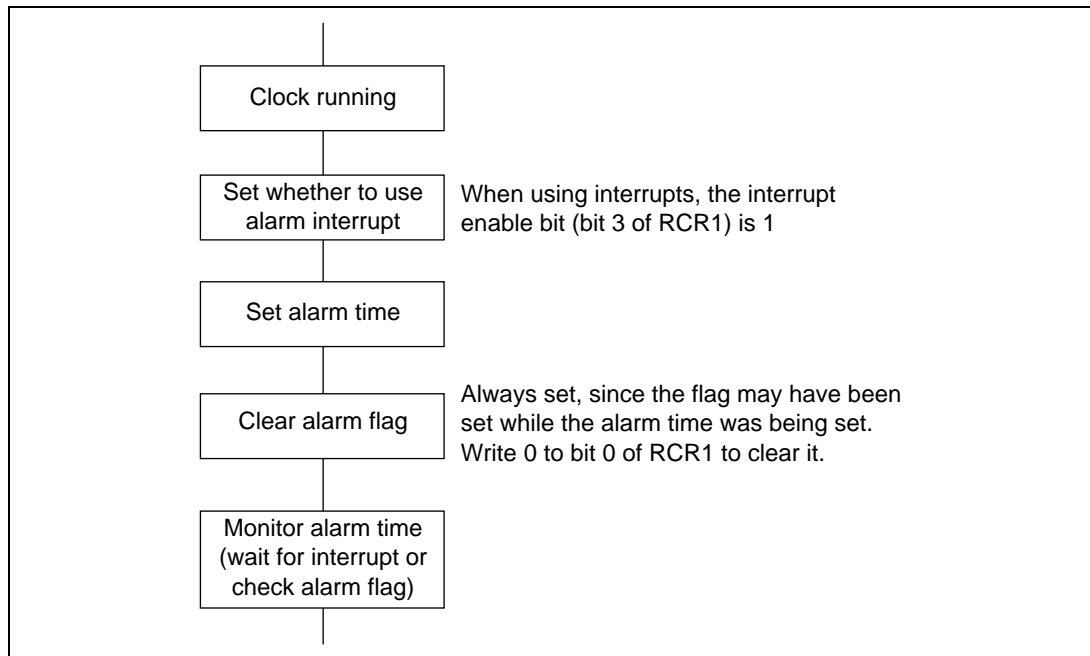 Clock running
Set whether to use
alarm interrupt
When using interrupts, the interrupt
enable bit (bit 3 of RCR1) is 1
Set alarm time
Clear alarm flag
Always set, since the flag may have been
set while the alarm time was being set.
Write 0 to bit 0 of RCR1 to clear it.
Monitor alarm time
(wait for interrupt or
check alarm flag)